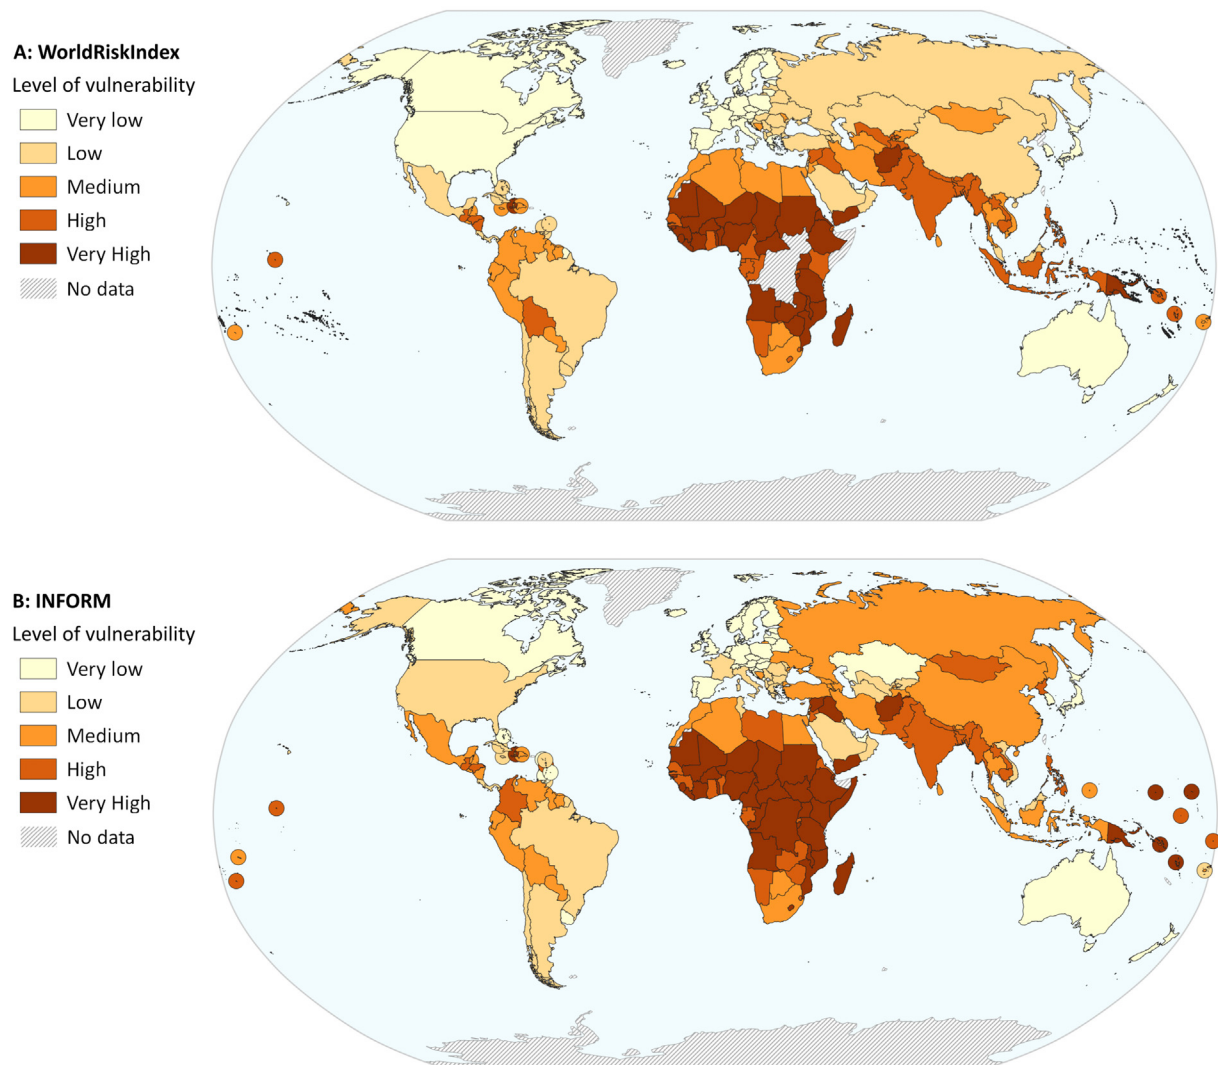 A: WorldRiskIndex
Level of vulnerability
Very low
Low
Medium
High
Very High
No data
B: INFORM
Level of vulnerability
Very low
Low
Medium
High
Very High
No data